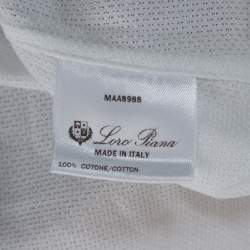 MAA8988
Loro Piana
MADE IN ITALY
100% COTONE/COTTON